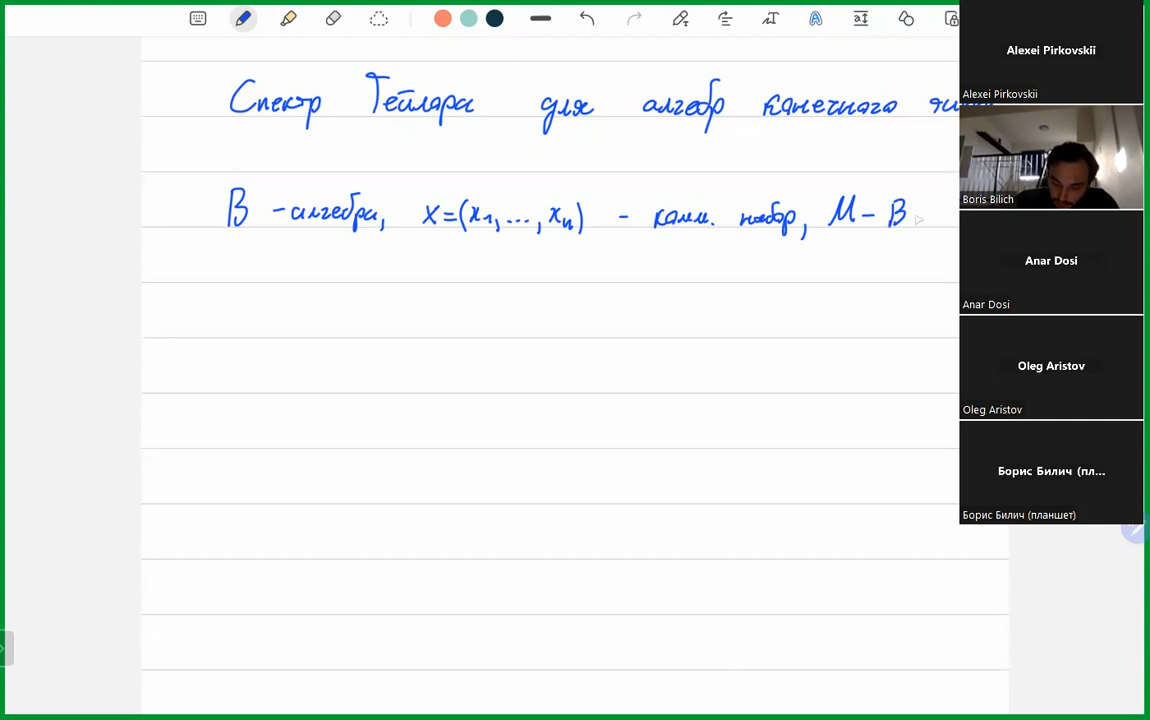 Спектр Тейлора для алгебр конечного
B - алгебра, x=(x₁,...,xₙ) - комм. набор, M - B
Alexei Pirkovskii
Alexei Pirkovskii
Boris Bilich
Anar Dosi
Anar Dosi
Oleg Aristov
Oleg Aristov
Борис Билич (пл...
Борис Билич (планшет)